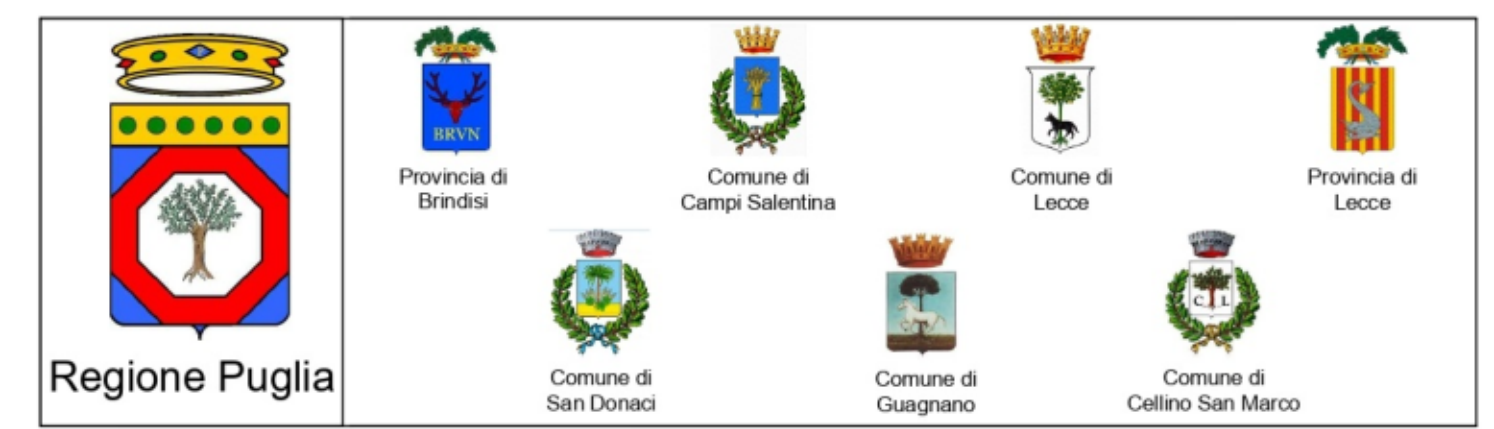 Regione Puglia
BRVN
Provincia di
Brindisi
Comune di
Campi Salentina
Comune di
Lecce
Provincia di
Lecce
Comune di
San Donaci
Comune di
Guagnano
C L
Comune di
Cellino San Marco